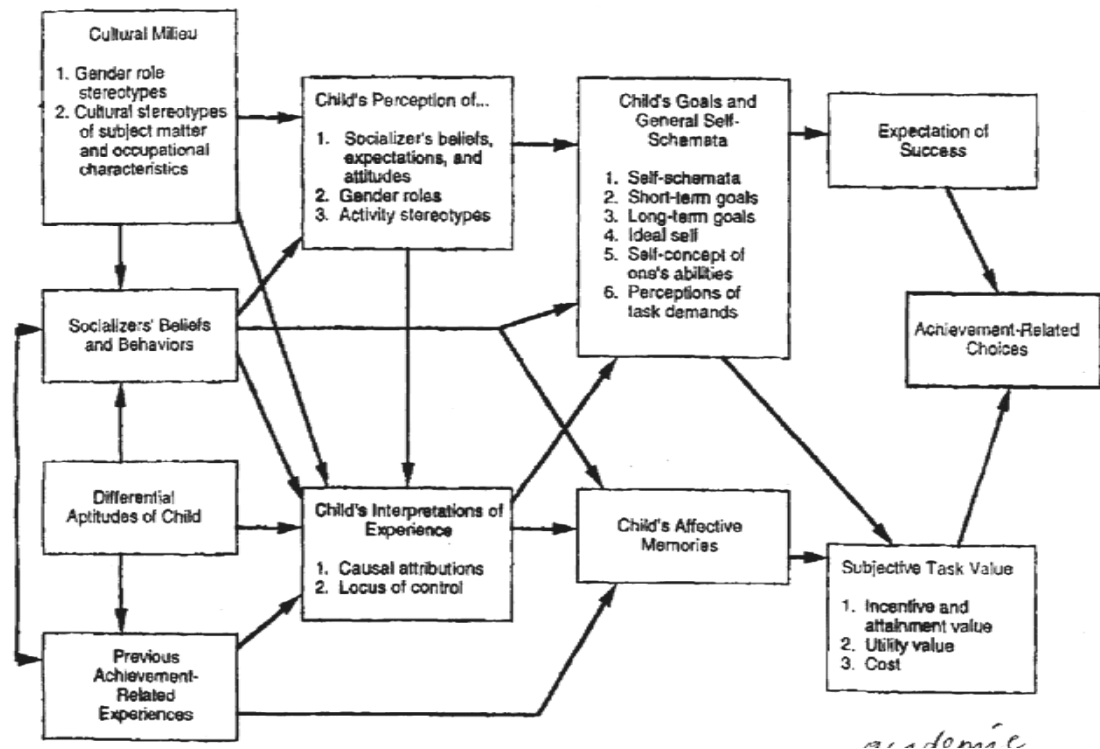 Cultural Milieu
1. Gender role
stereotypes
2. Cultural stereotypes
of subject matter
and occupational
characteristics
Child's Perception of...
1. Socializer's beliefs,
expectations, and
attitudes
2. Gender roles
3. Activity stereotypes
Child's Goals and
General Self-
Schemata
1. Self-schemata
2. Short-term goals
3. Long-term goals
4. Ideal self
5. Self-concept of
one's abilities
6. Perceptions of
task demands
Expectation of
Success
Socializers' Beliefs
and Behaviors
Achievement-Related
Choices
Differential
Aptitudes of Child
Child's Interpretations of
Experience
1. Causal attributions
2. Locus of control
Child's Affective
Memories
Subjective Task Value
1. Incentive and
attainment value
2. Utility value
3. Cost
Previous
Achievement-
Related
Experiences
academic